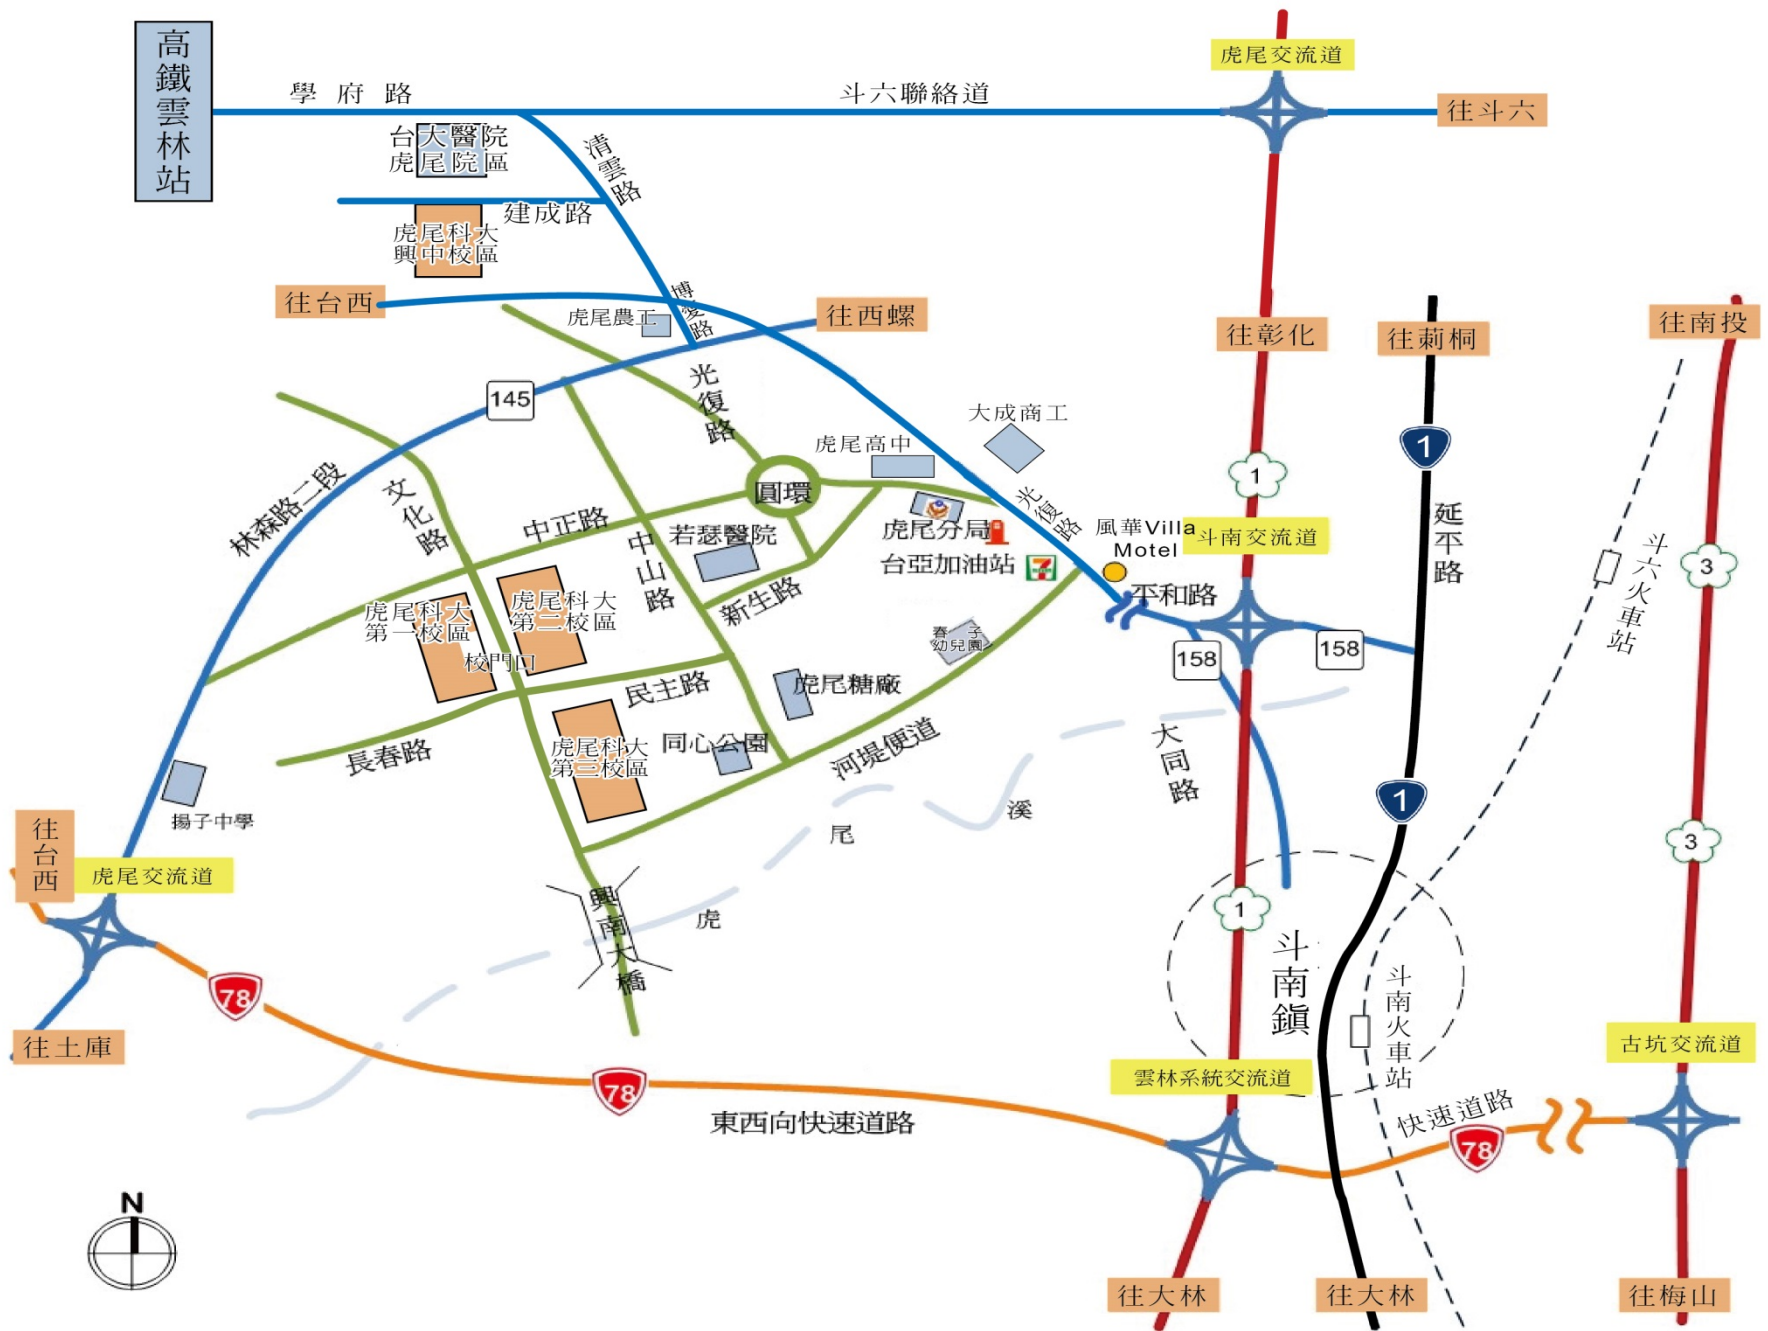 高鐵雲林站
學府路
斗六聯絡道
虎尾交流道
往斗六
台大醫院
虎尾院區
清雲路
建成路
虎尾科大
興中校區
往台西
虎尾農工
博愛路
往西螺
往彰化
往莿桐
往南投
145
光復路
大成商工
虎尾高中
1
1
圓環
文化路
林森路二段
中正路
若瑟醫院
中山路
虎尾分局
台亞加油站
7
光復路
風華Villa
Motel
斗南交流道
延平路
斗六火車站
3
平和路
新生路
虎尾科大
第一校區
校門口
虎尾科大
第二校區
子
幼兒園
158
158
民主路
虎尾糖廠
長春路
虎尾科大
第三校區
同心公園
河堤便道
大同路
1
3
揚子中學
往台西
虎尾交流道
溪
尾
虎
興南大橋
1
斗南鎮
斗南火車站
78
往土庫
78
東西向快速道路
雲林系統交流道
古坑交流道
快速道路
78
N
往大林
往大林
往梅山